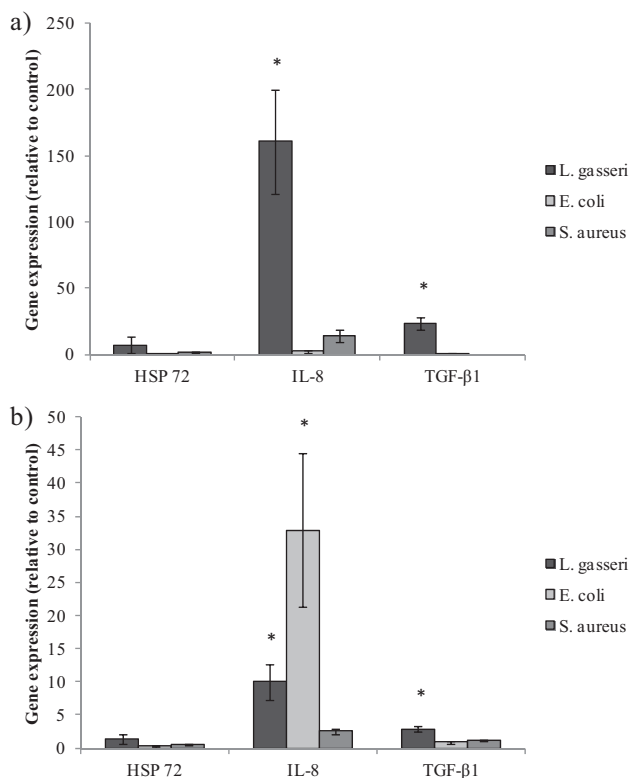 a)
Gene expression (relative to control)
250
200
150
100
50
0
*
*
HSP 72 IL-8 TGF-β1
L. gasseri
E. coli
S. aureus
b)
Gene expression (relative to control)
50
45
40
35
30
25
20
15
10
5
0
*
*
*
HSP 72 IL-8 TGF-β1
L. gasseri
E. coli
S. aureus